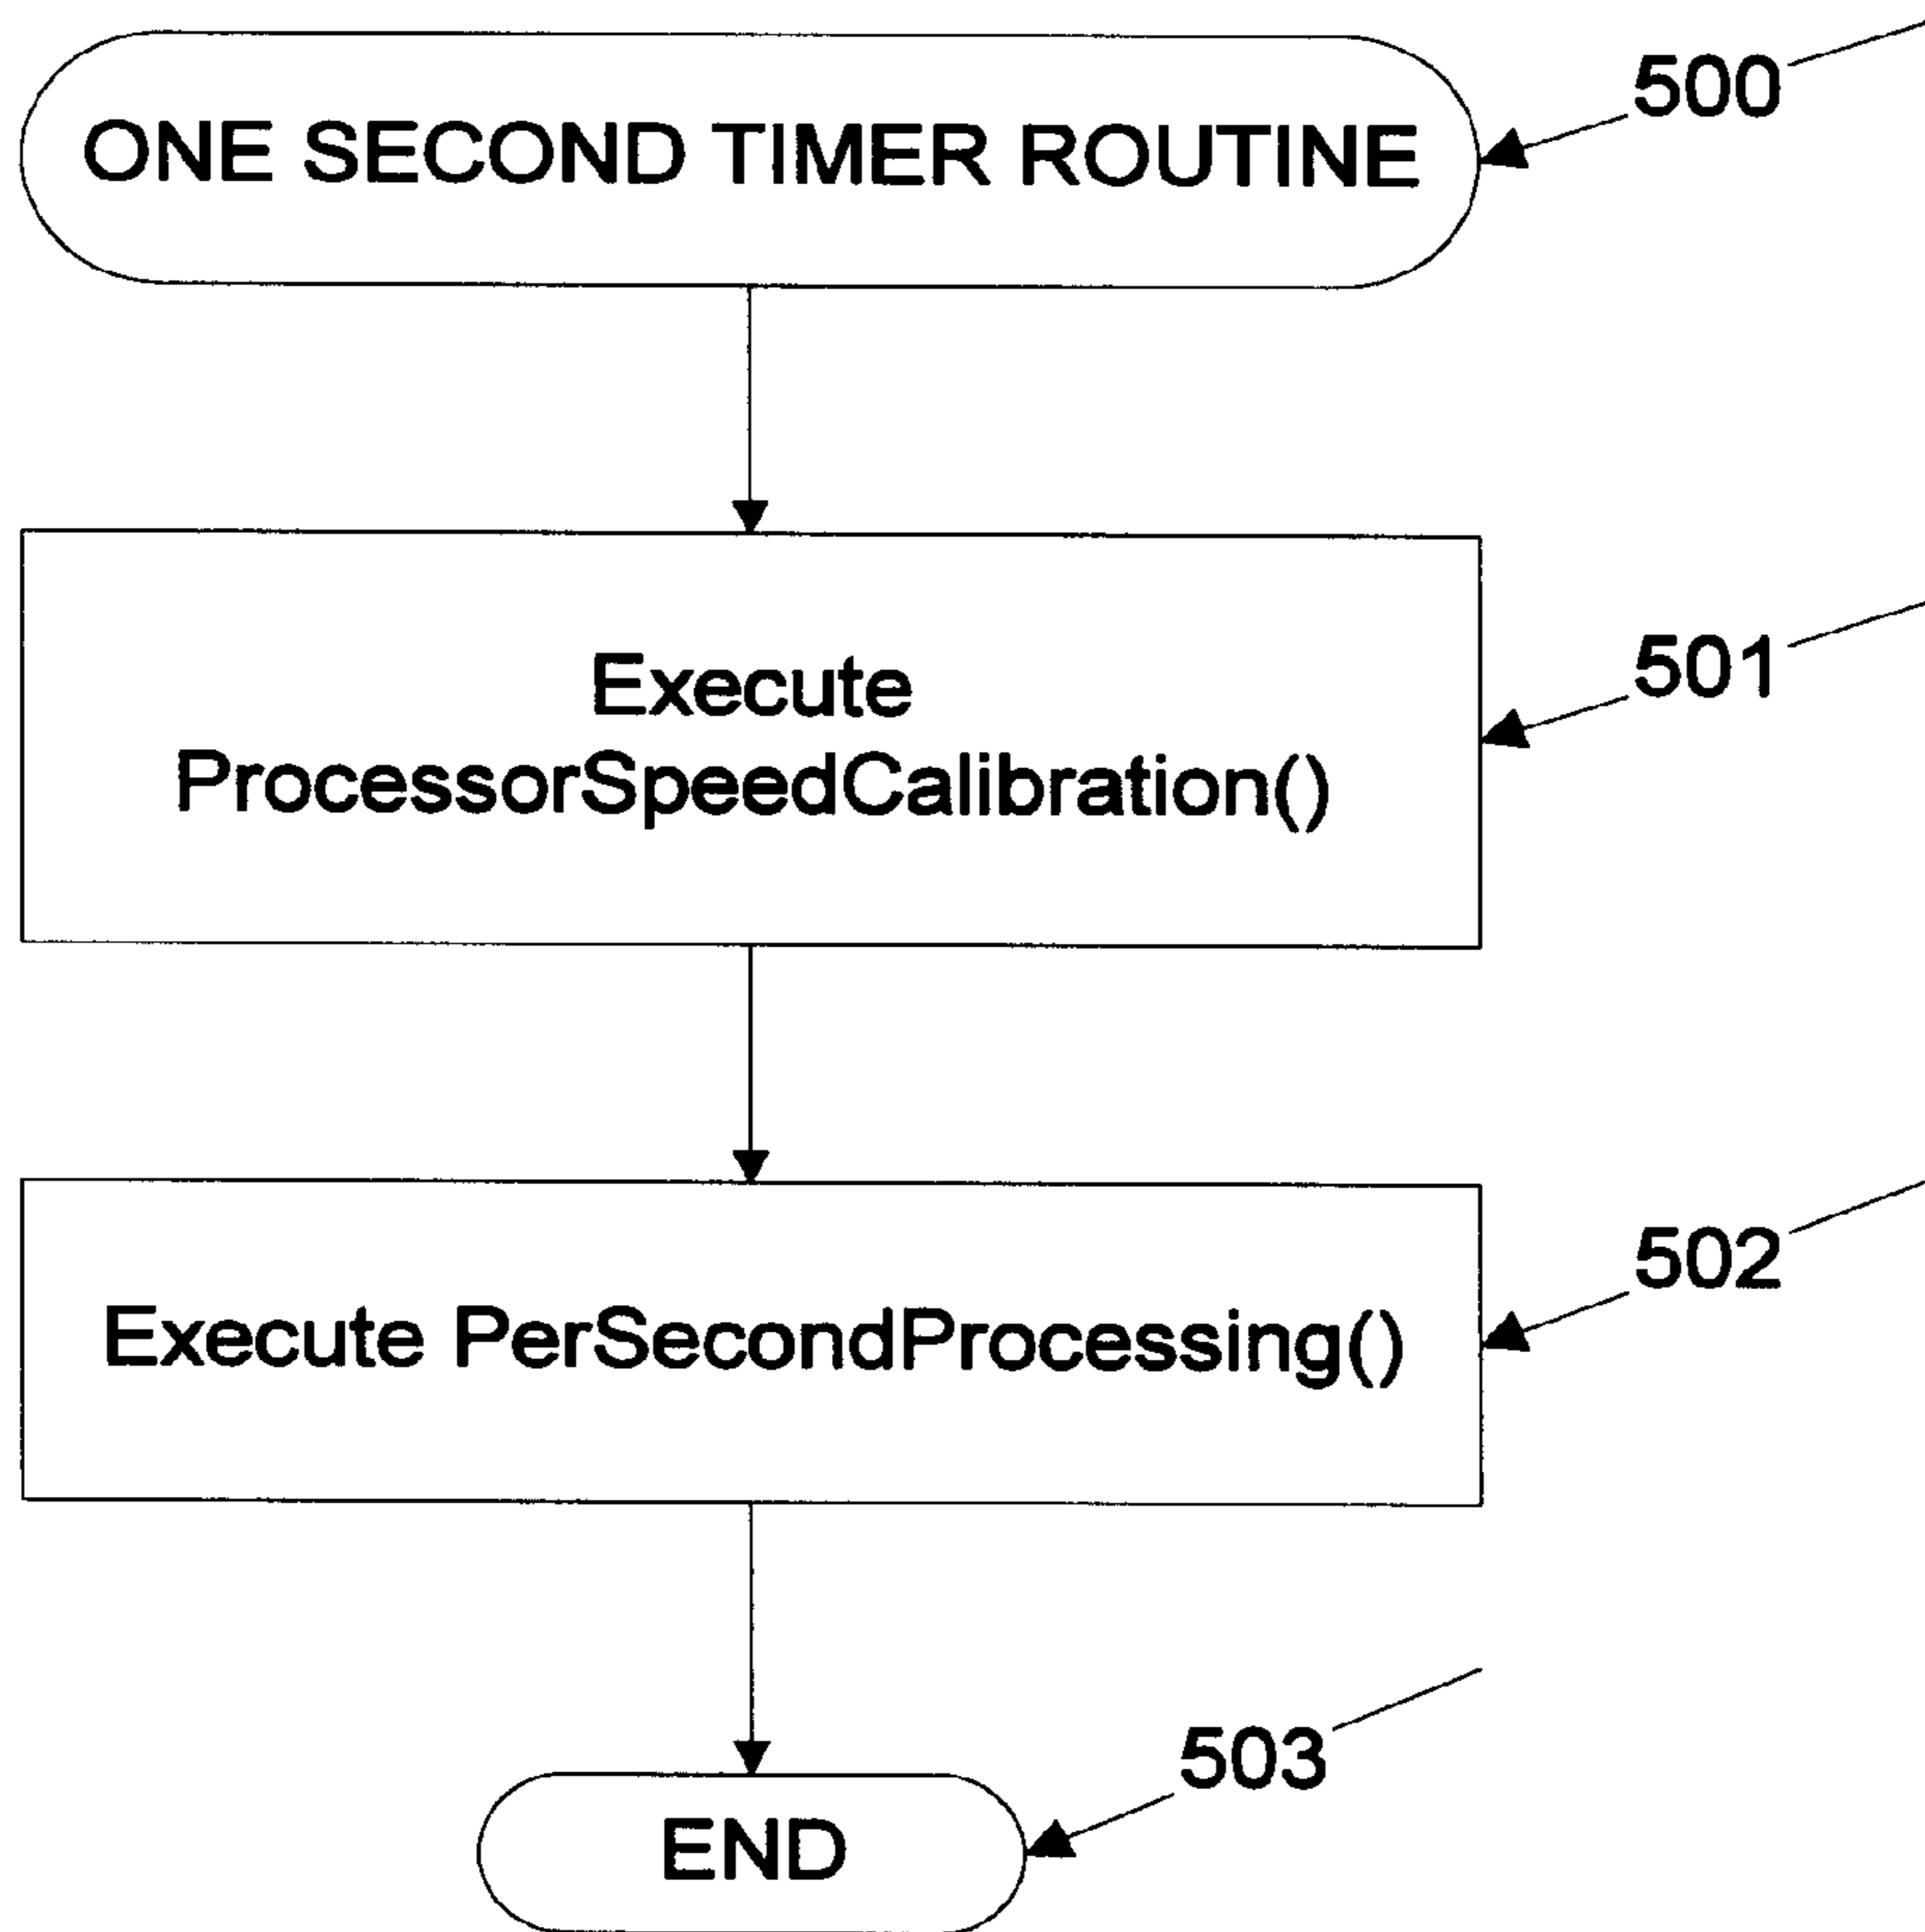 ONE SECOND TIMER ROUTINE
500
Execute
ProcessorSpeedCalibration()
501
Execute PerSecondProcessing()
502
503
END